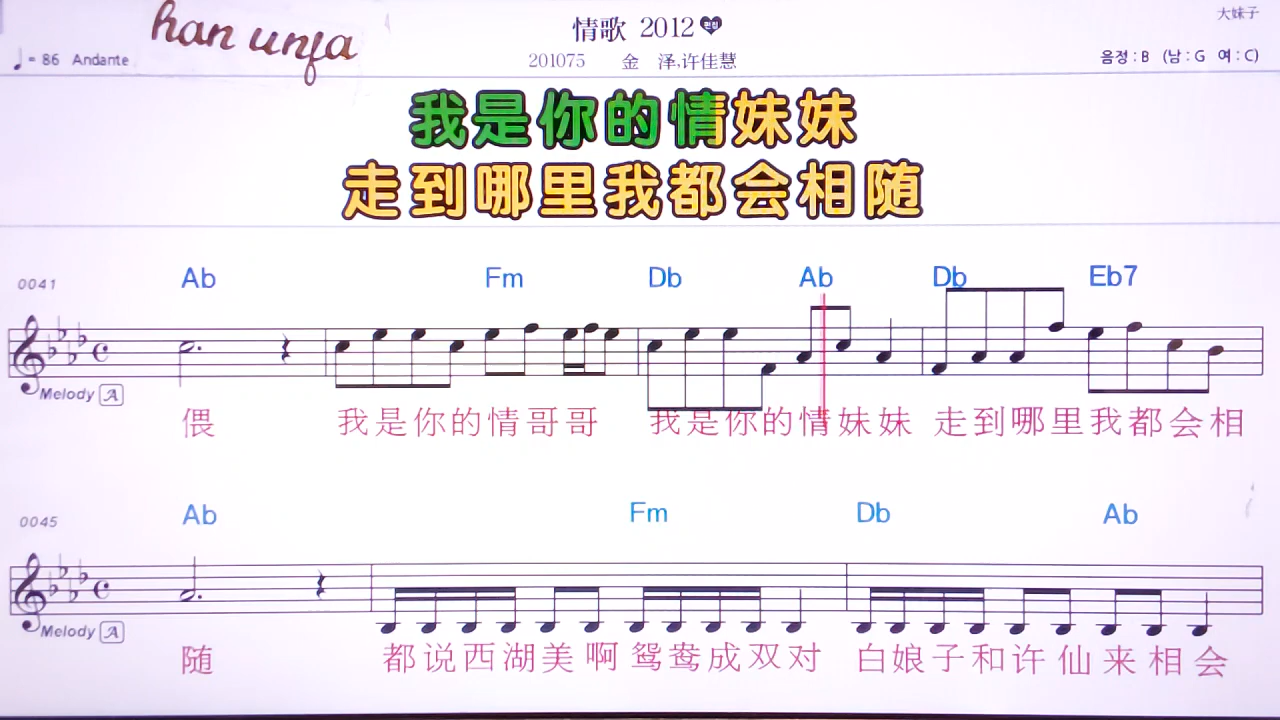 han unja
情歌 2012 편집
大妹子
♩= 86 Andante
201075 金 泽,许佳慧
음정 : B (남 : G 여 : C)
我是你的情妹妹
走到哪里我都会相随
0041 Ab Fm Db Ab Db Eb7
Melody A
偎 我是你的情哥哥 我是你的情妹妹 走到哪里我都会相
0045 Ab Fm Db Ab
Melody A
随 都说西湖美啊鸳鸯成双对 白娘子和许仙来相会